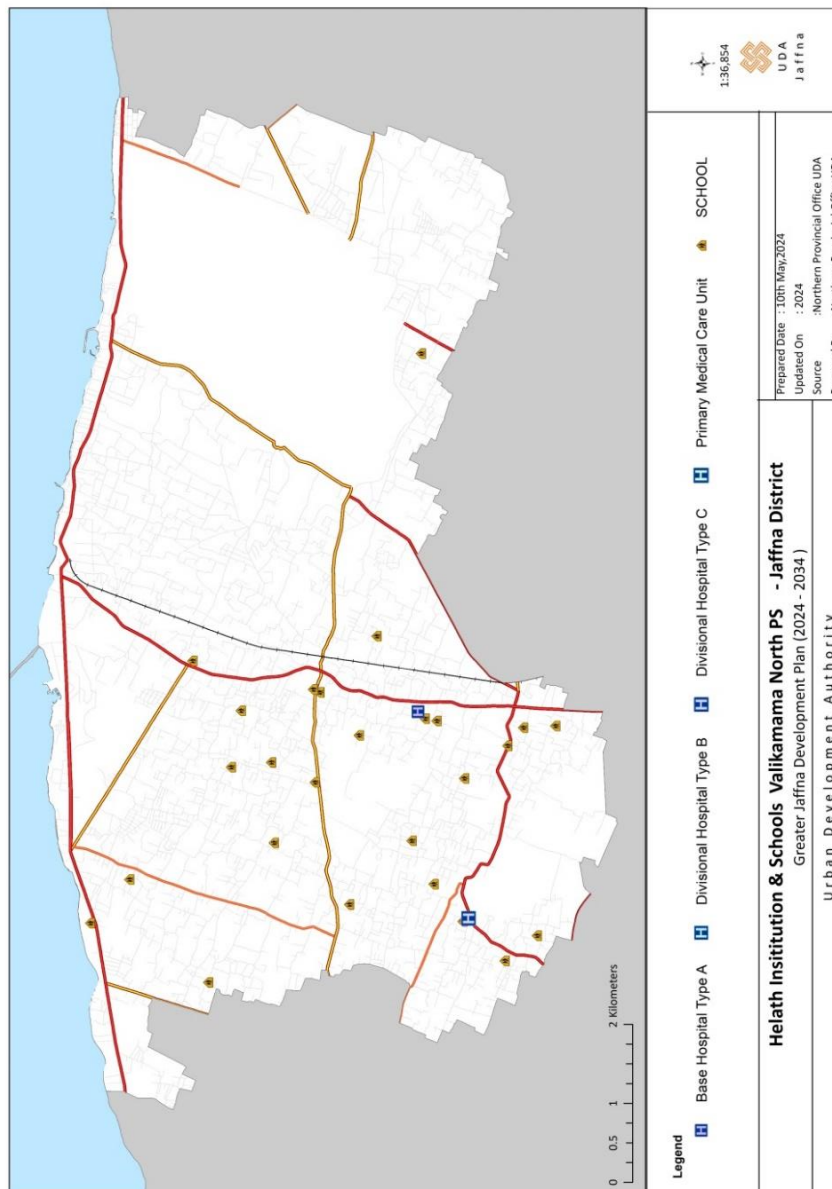 0 0.5 1 2 Kilometers
Legend
Base Hospital Type A
Divisional Hospital Type B
Divisional Hospital Type C
Primary Medical Care Unit
SCHOOL
Helath Insititution & Schools Valikamama North PS - Jaffna District
Greater Jaffna Development Plan (2024 - 2034 )
Urban Development Authority
Prepared Date : 10th May,2024
Updated On : 2024
Source :Northern Provincial Office UDA
1:36,854
UDA
Jaffna